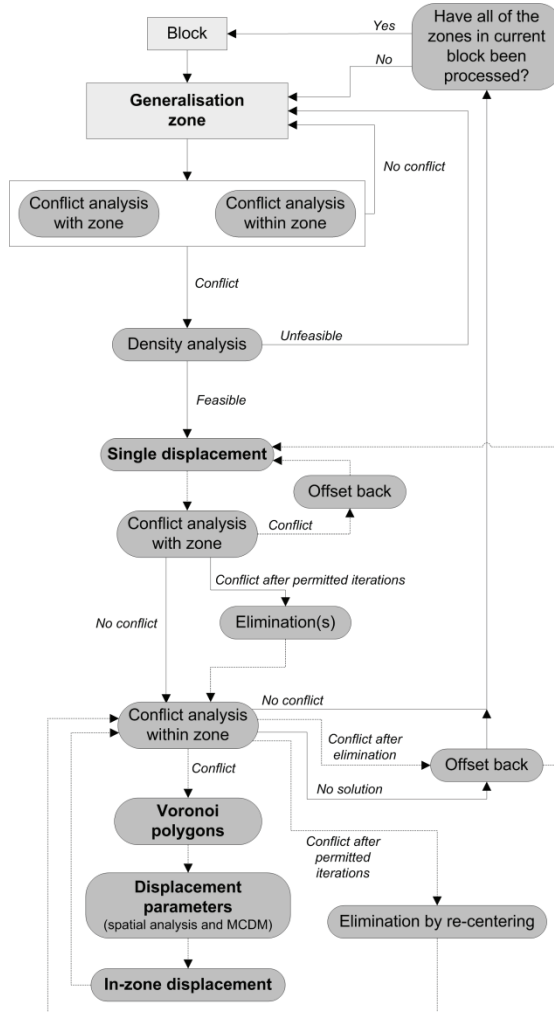 Block
Yes
Have all of the
zones in current
block been
processed?
No
Generalisation
zone
No conflict
Conflict analysis
with zone
Conflict analysis
within zone
Conflict
Density analysis
Unfeasible
Feasible
Single displacement
Offset back
Conflict analysis
with zone
Conflict
Conflict after permitted iterations
No conflict
Elimination(s)
Conflict analysis
within zone
No conflict
Conflict after
elimination
Offset back
No solution
Conflict
Voronoi
polygons
Conflict after
permitted
iterations
Displacement
parameters
(spatial analysis and MCDM)
Elimination by re-centering
In-zone displacement